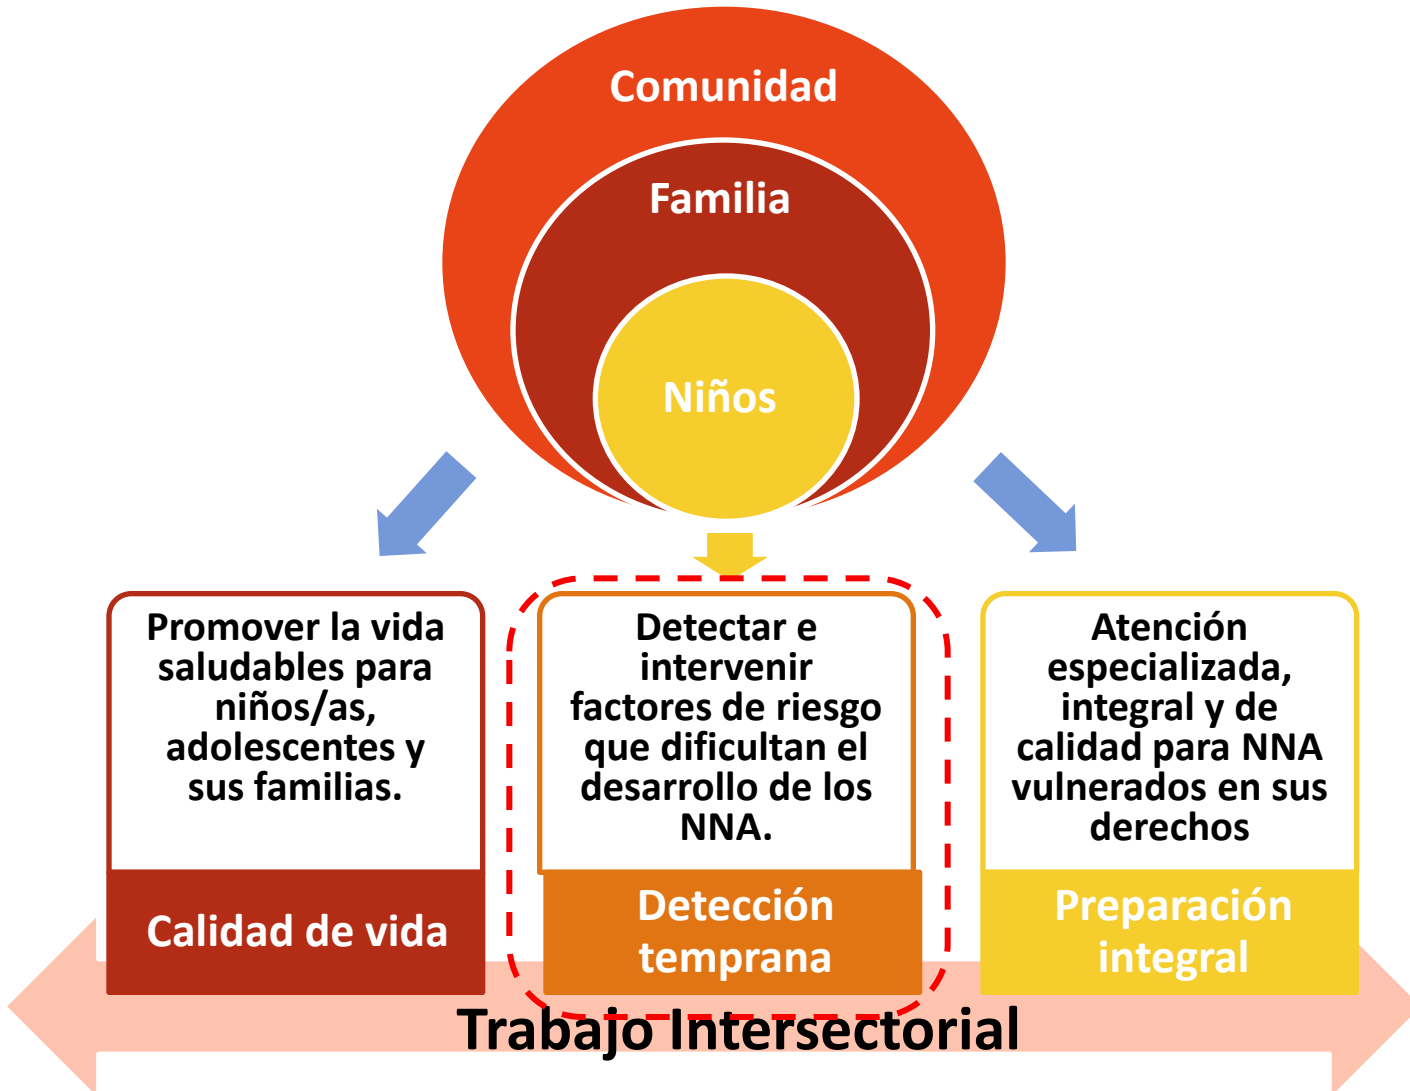 Comunidad
Familia
Niños
Promover la vida
saludables para
niños/as,
adolescentes y
sus familias.
Calidad de vida
Detectar e
intervenir
factores de riesgo
que dificultan el
desarrollo de los
NNA.
Detección
temprana
Atención
especializada,
integral y de
calidad para NNA
vulnerados en sus
derechos
Preparación
integral
Trabajo Intersectorial